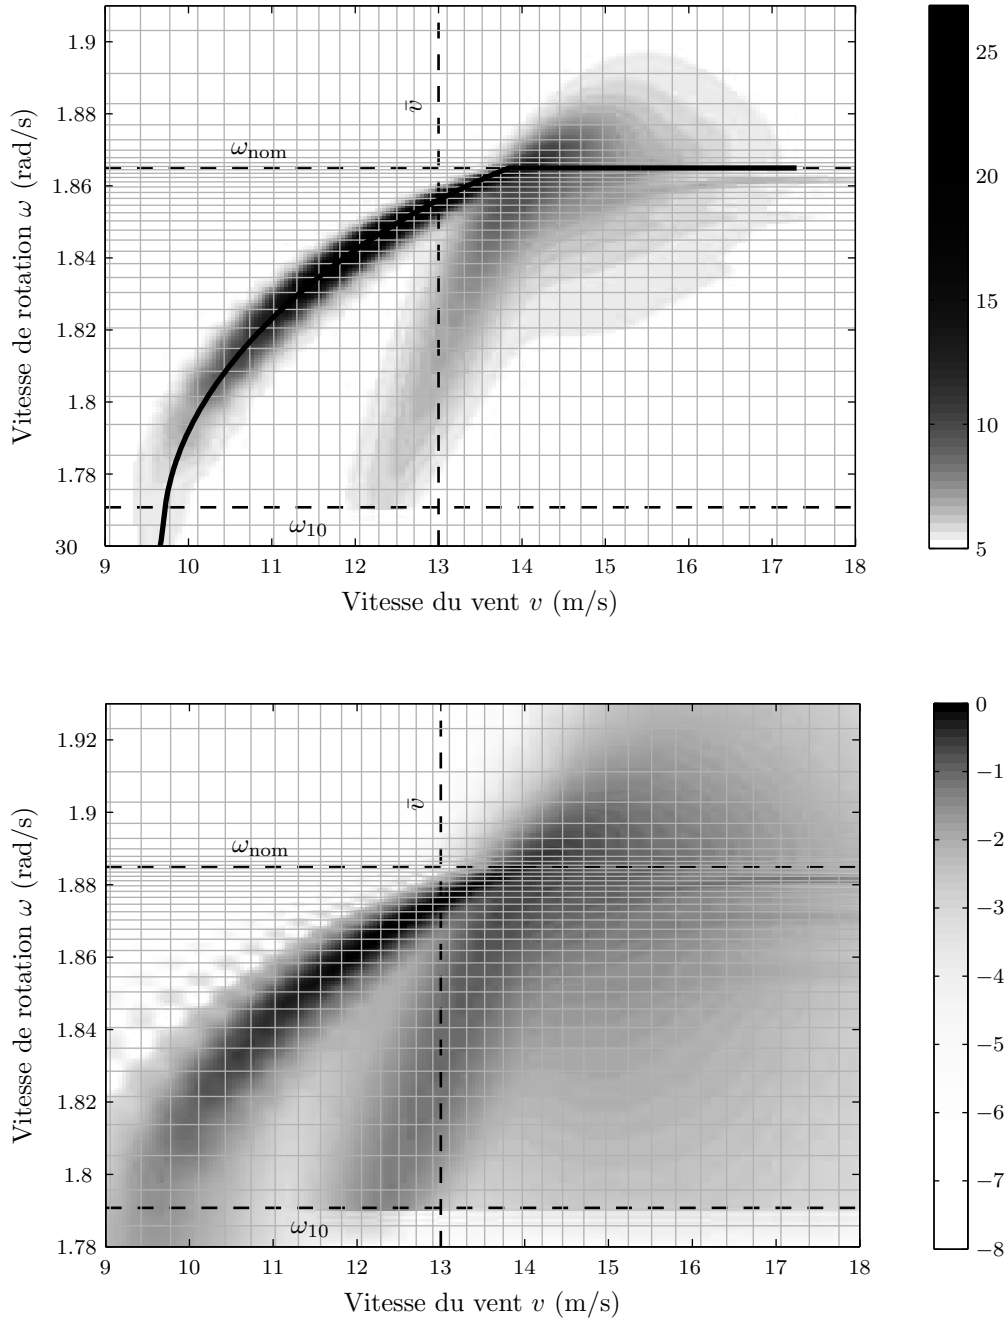 1.9
1.88
1.86
1.84
1.82
1.8
1.78
30
Vitesse de rotation ω (rad/s)
ω_nom
v̄
ω_10
9 10 11 12 13 14 15 16 17 18
Vitesse du vent v (m/s)
25
20
15
10
5
1.92
1.9
1.88
1.86
1.84
1.82
1.8
1.78
Vitesse de rotation ω (rad/s)
ω_nom
v̄
ω_10
9 10 11 12 13 14 15 16 17 18
Vitesse du vent v (m/s)
0
−1
−2
−3
−4
−5
−6
−7
−8